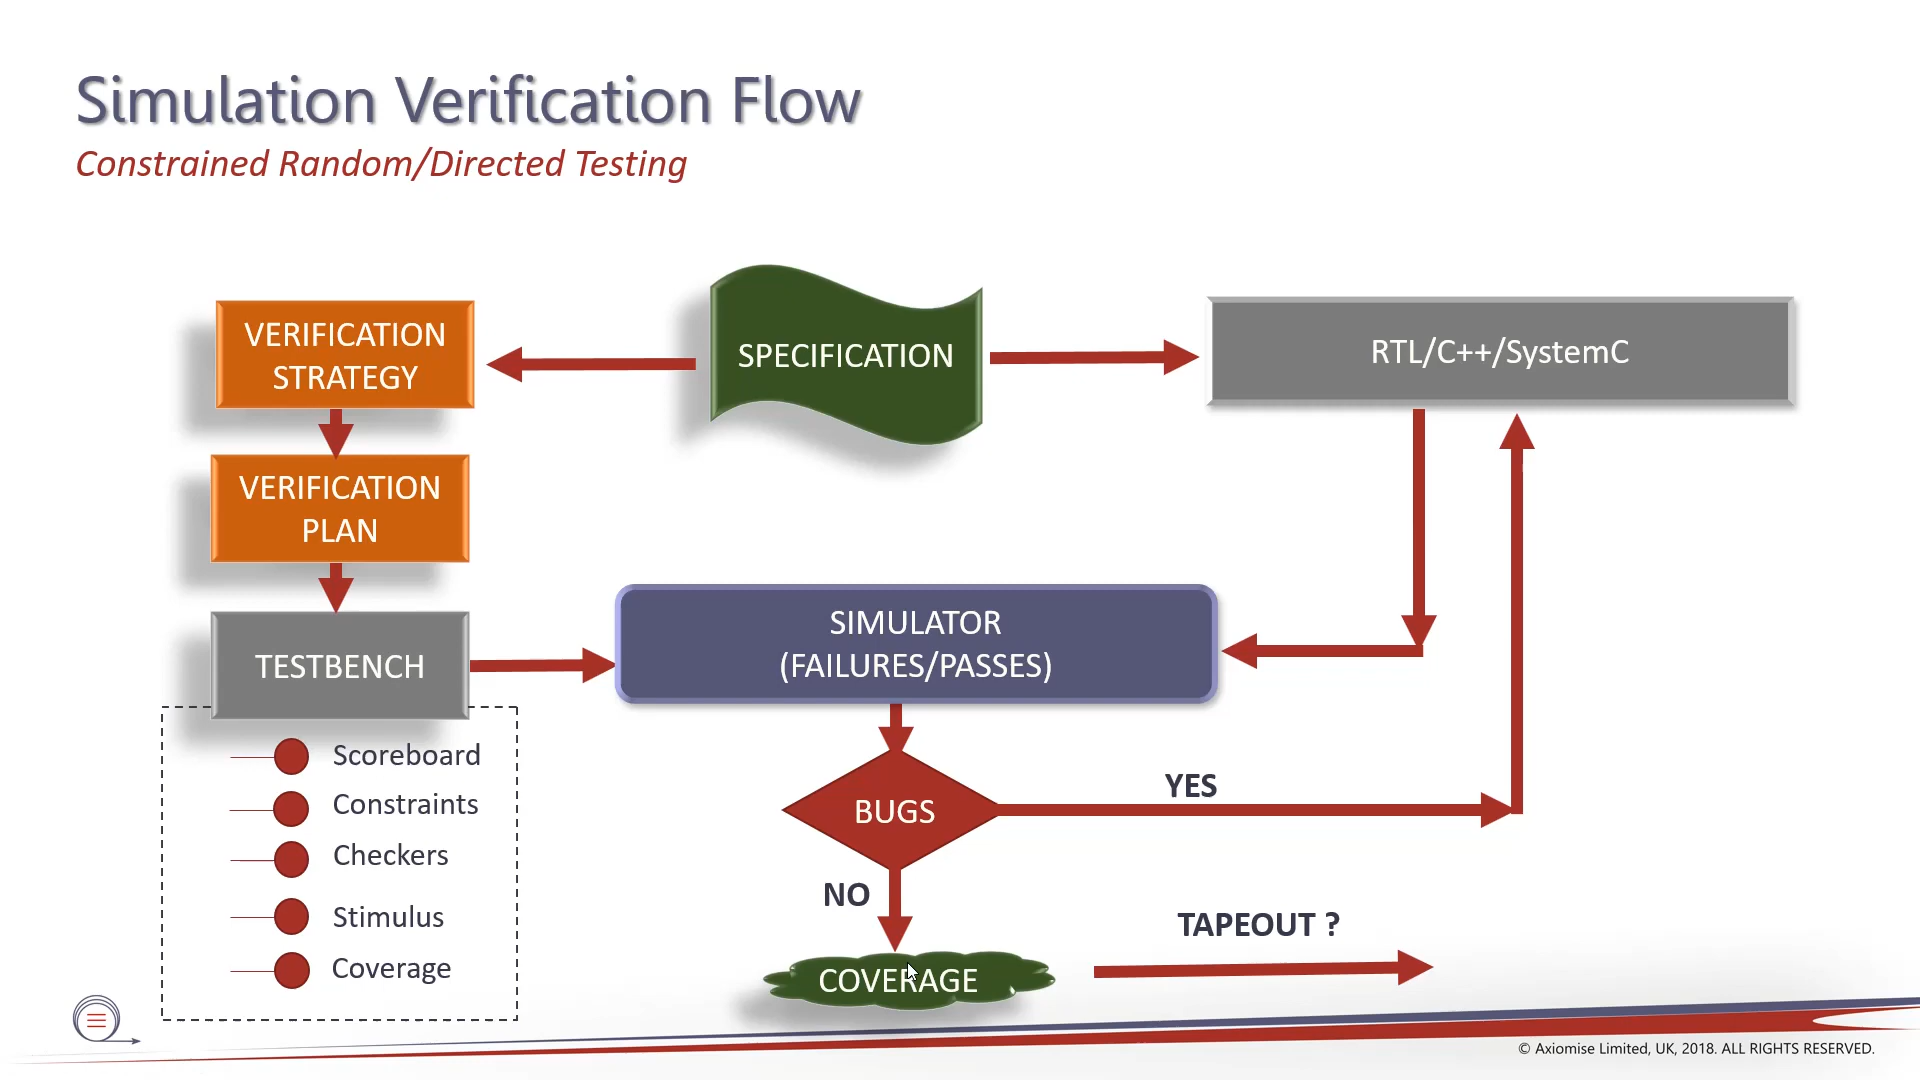 Simulation Verification Flow
Constrained Random/Directed Testing
VERIFICATION
STRATEGY
SPECIFICATION
RTL/C++/SystemC
VERIFICATION
PLAN
TESTBENCH
SIMULATOR
(FAILURES/PASSES)
Scoreboard
Constraints
Checkers
Stimulus
Coverage
BUGS
YES
NO
COVERAGE
TAPEOUT ?
© Axiomise Limited, UK, 2018. ALL RIGHTS RESERVED.